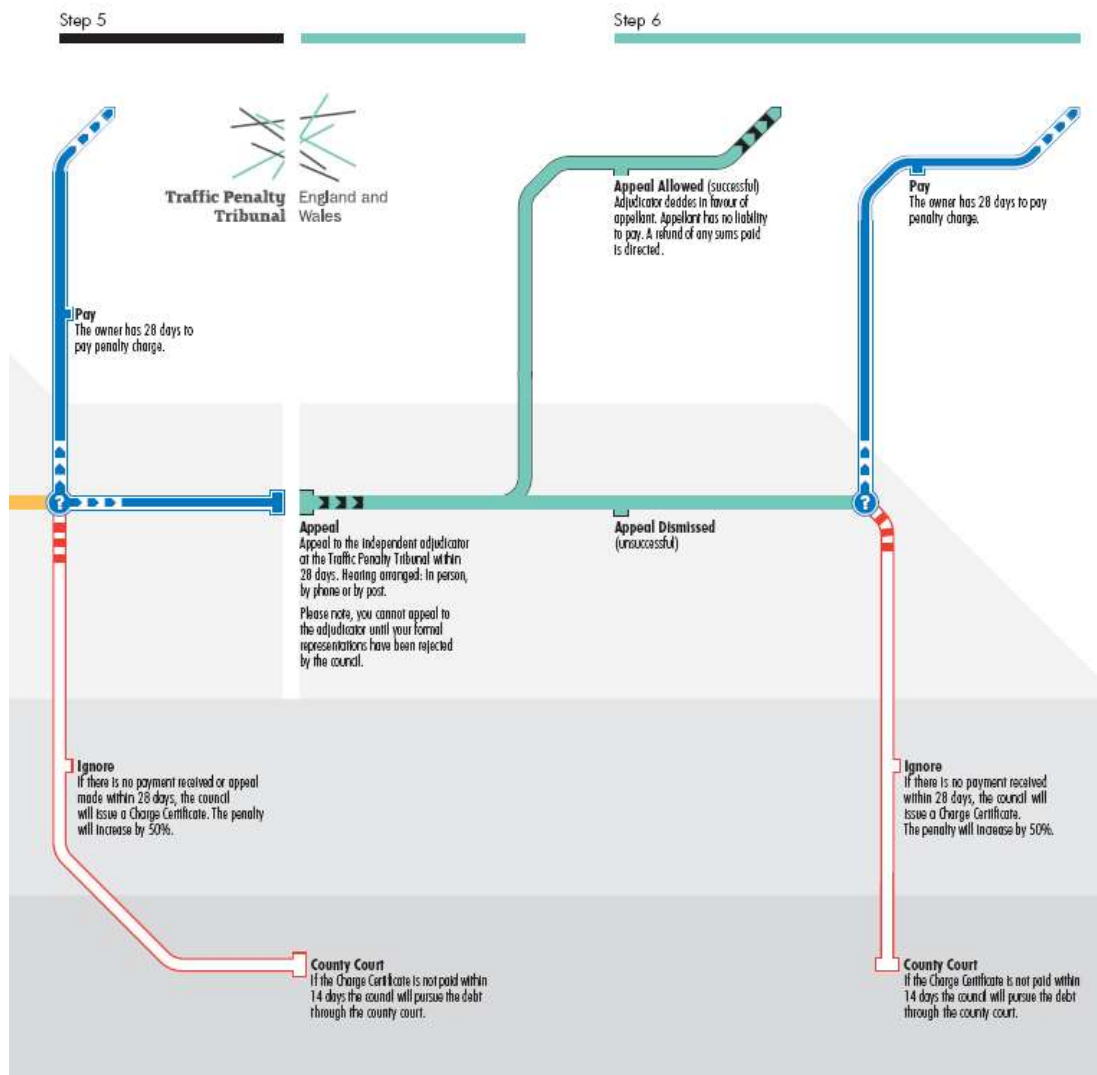 Step 5
Step 6
Traffic Penalty
Tribunal
England and
Wales
Appeal Allowed (successful)
Adjudicator decides in favour of
appellant. Appellant has no liability
to pay. A refund of any sums paid
is directed.
Pay
The owner has 28 days to pay
penalty charge.
Pay
The owner has 28 days to
pay penalty charge.
?
?
Appeal
Appeal to the independent adjudicator
at the Traffic Penalty Tribunal within
28 days. Hearing arranged: in person,
by phone or by post.
Please note, you cannot appeal to
the adjudicator until your formal
representations have been rejected
by the council.
Appeal Dismissed
(unsuccessful)
Ignore
If there is no payment received or appeal
made within 28 days, the council
will issue a Charge Certificate. The penalty
will increase by 50%.
Ignore
If there is no payment received
within 28 days, the council will
issue a Charge Certificate.
The penalty will increase by 50%.
County Court
If the Charge Certificate is not paid within
14 days the council will pursue the debt
through the county court.
County Court
If the Charge Certificate is not paid within
14 days the council will pursue the debt
through the county court.